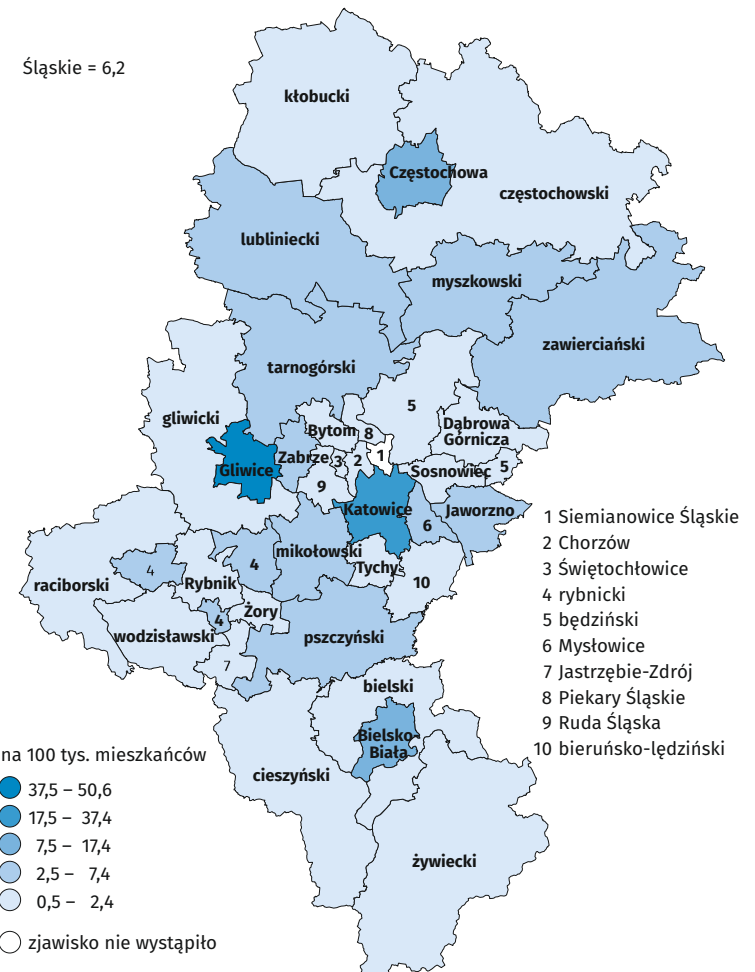 Śląskie = 6,2
kłobucki
Częstochowa
częstochowski
lubliniecki
myszkowski
zawierciański
tarnogórski
gliwicki
5
Bytom
8
Dąbrowa
Górnicza
Gliwice
Zabrze
3
2
1
Sosnowiec
5
9
Katowice
6
Jaworzno
mikołowski
4
4
Rybnik
Tychy
10
raciborski
4
Żory
wodzisławski
pszczyński
7
bielski
Bielsko-
Biała
cieszyński
żywiecki
1 Siemianowice Śląskie
2 Chorzów
3 Świętochłowice
4 rybnicki
5 będziński
6 Mysłowice
7 Jastrzębie-Zdrój
8 Piekary Śląskie
9 Ruda Śląska
10 bieruńsko-lędziński
na 100 tys. mieszkańców
37,5 – 50,6
17,5 – 37,4
7,5 – 17,4
2,5 – 7,4
0,5 – 2,4
zjawisko nie wystąpiło